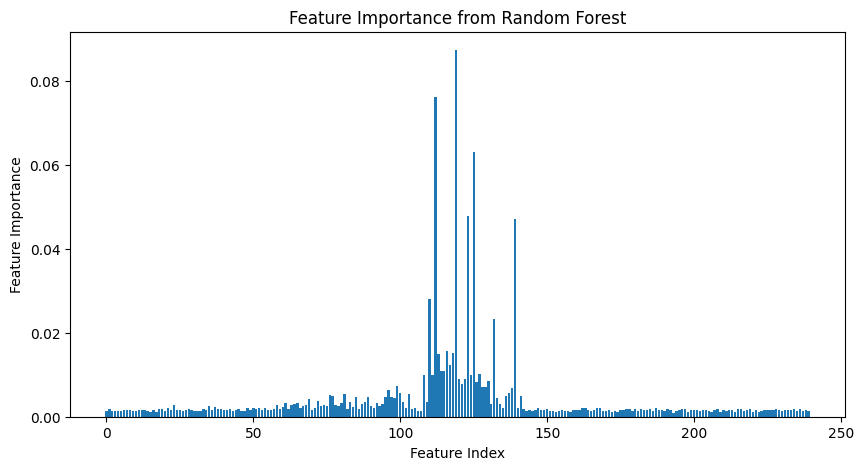 Feature Importance from Random Forest
Feature Importance
0.08
0.06
0.04
0.02
0.00
0 50 100 150 200 250
Feature Index